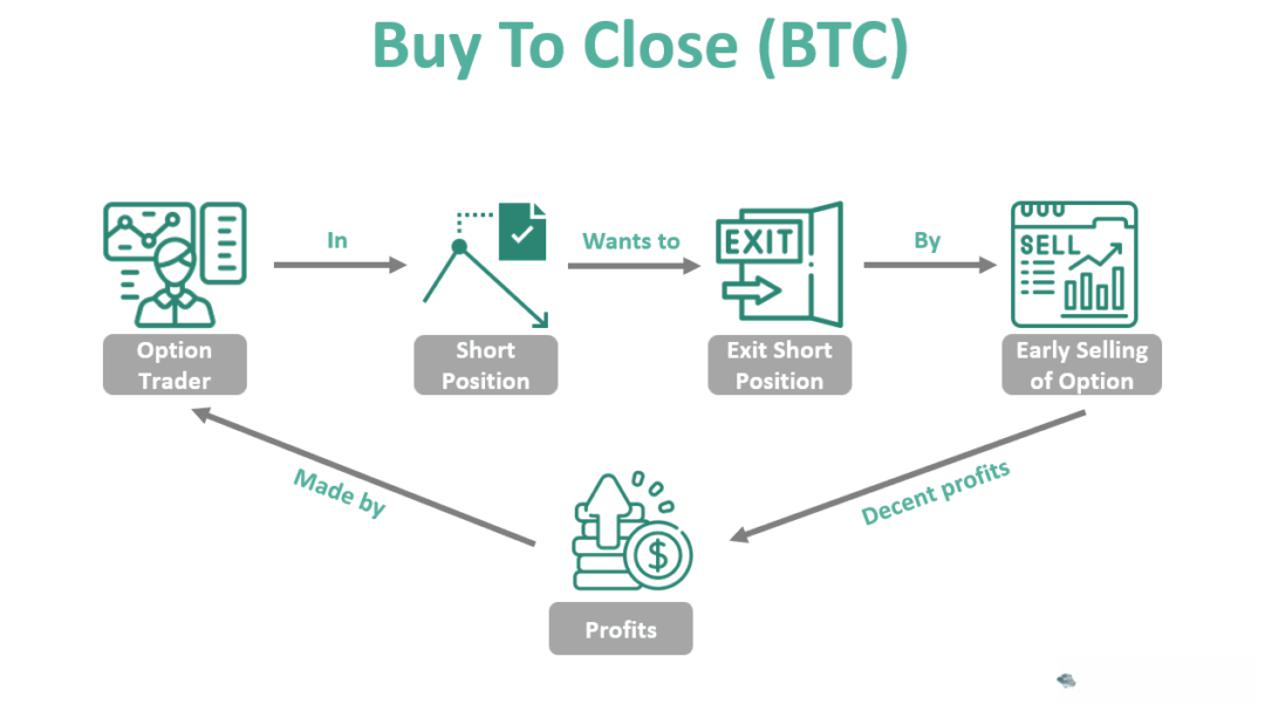 Buy To Close (BTC)
In
Wants to
By
EXIT
SELL
Option
Trader
Short
Position
Exit Short
Position
Early Selling
of Option
Made by
Decent profits
$
Profits